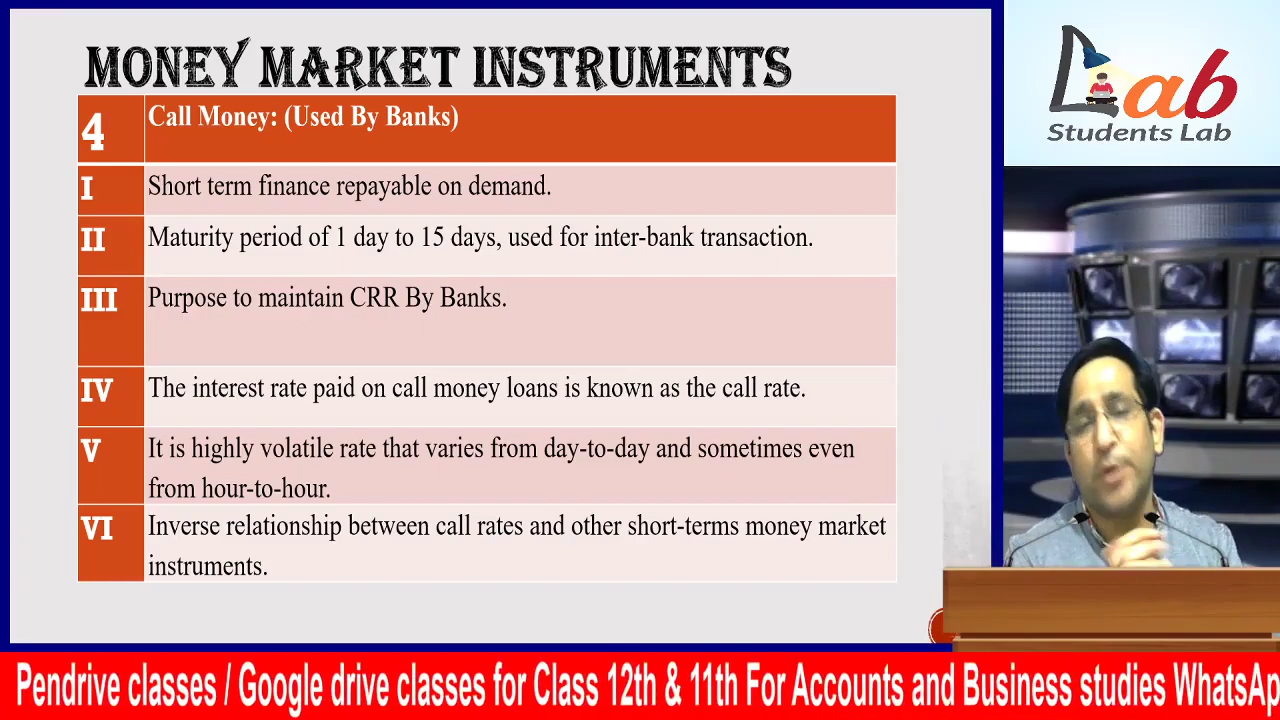 MONEY MARKET INSTRUMENTS
4 Call Money: (Used By Banks)
I Short term finance repayable on demand.
II Maturity period of 1 day to 15 days, used for inter-bank transaction.
III Purpose to maintain CRR By Banks.
IV The interest rate paid on call money loans is known as the call rate.
V It is highly volatile rate that varies from day-to-day and sometimes even
from hour-to-hour.
VI Inverse relationship between call rates and other short-terms money market
instruments.
Lab
Students Lab
Pendrive classes / Google drive classes for Class 12th & 11th For Accounts and Business studies WhatsAp